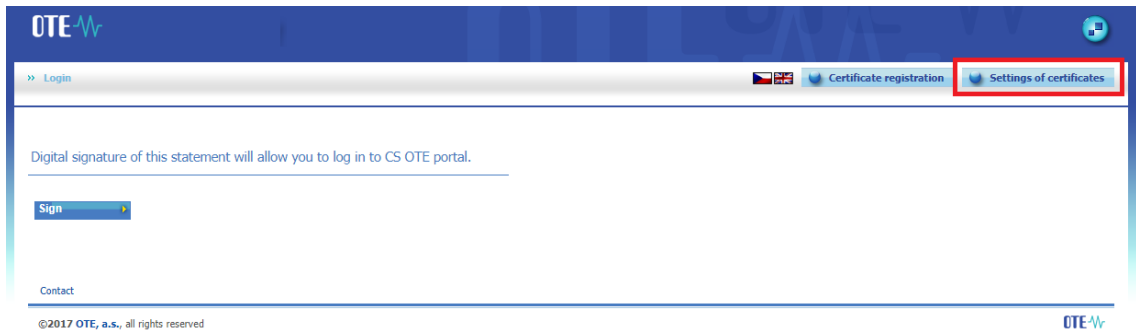 OTE
» Login
Certificate registration
Settings of certificates
Digital signature of this statement will allow you to log in to CS OTE portal.
Sign
Contact
©2017 OTE, a.s., all rights reserved
OTE